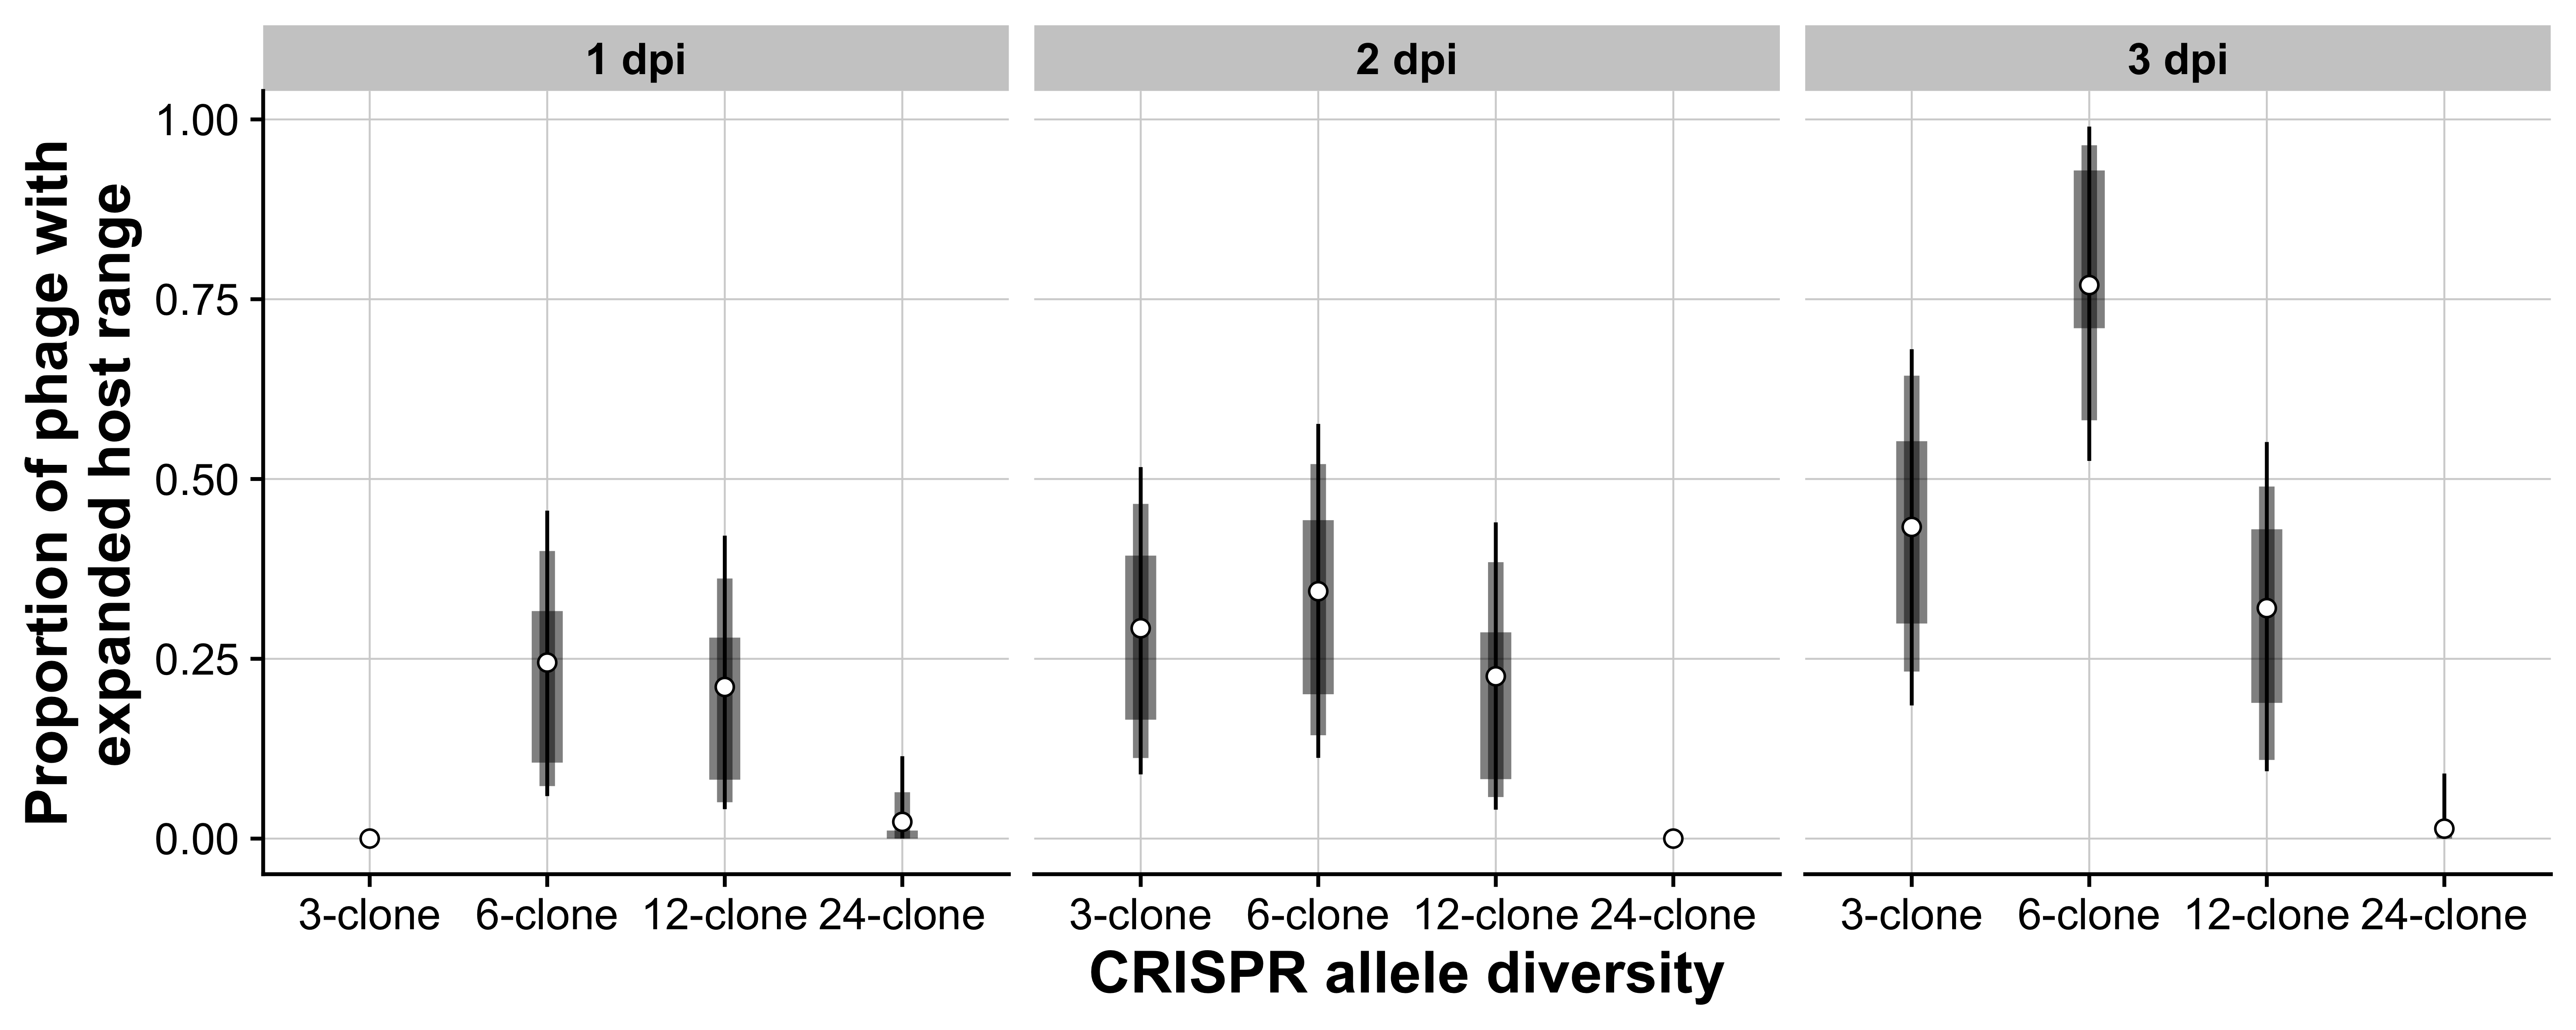 1 dpi
2 dpi
3 dpi
Proportion of phage with
expanded host range
1.00
0.75
0.50
0.25
0.00
3-clone 6-clone 12-clone 24-clone
3-clone 6-clone 12-clone 24-clone
3-clone 6-clone 12-clone 24-clone
CRISPR allele diversity